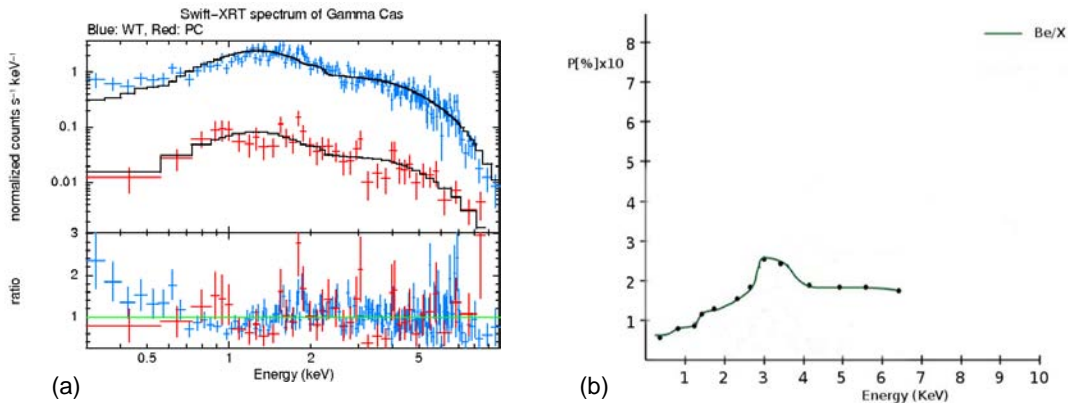 Swift−XRT spectrum of Gamma Cas
Blue: WT, Red: PC
normalized counts s⁻¹ keV⁻¹
1
0.1
0.01
ratio
3
2
1
0.5 1 2 5
Energy (keV)
(a)
Be/X
P[%]x10
8
7
6
5
4
3
2
1
1 2 3 4 5 6 7 8 9 10
Energy (KeV)
(b)